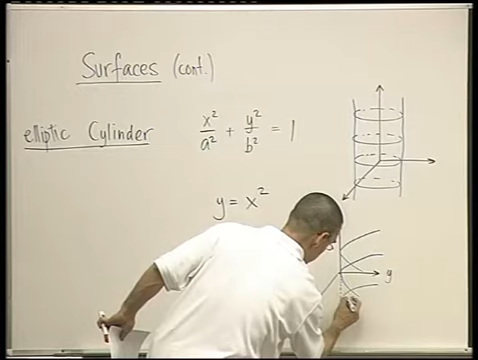 Surfaces (cont.)
elliptic Cylinder x²/a² + y²/b² = 1
y = x²
y